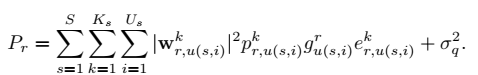 $P_r = \sum_{s=1}^{S} \sum_{k=1}^{K_s} \sum_{i=1}^{U_s} |\mathbf{w}_{r,u(s,i)}^{k}|^2 p_{r,u(s,i)}^{k} g_{u(s,i)}^{r} e_{r,u(s,i)}^{k} + \sigma_q^2.$